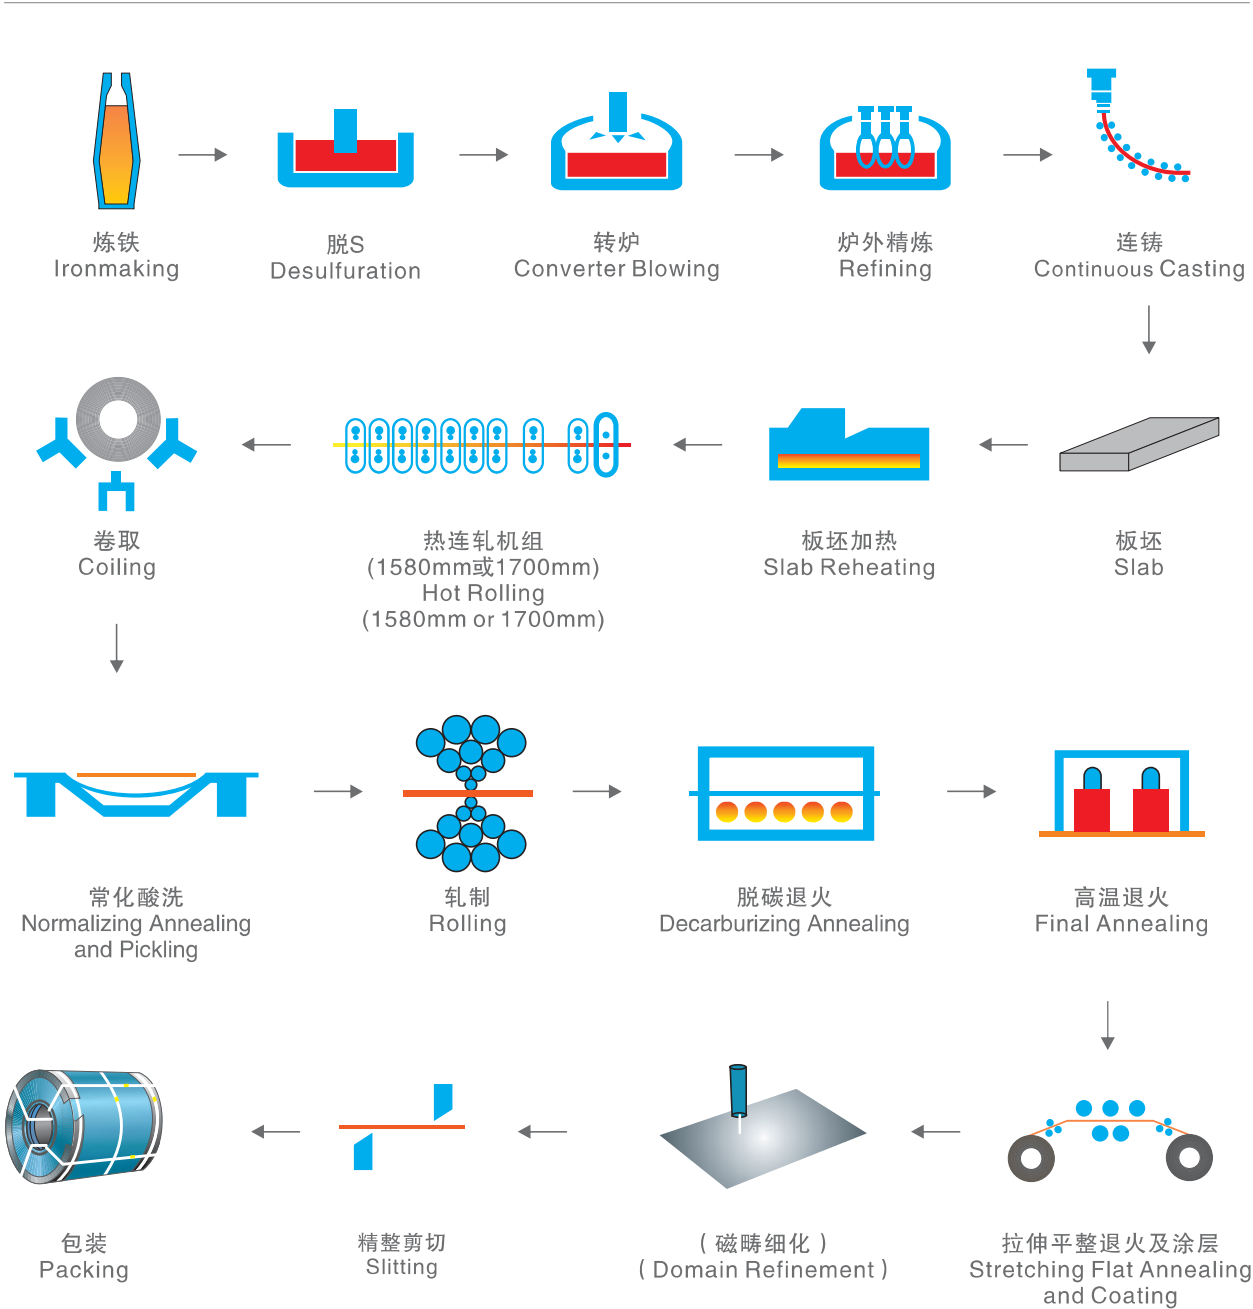 炼铁
Ironmaking
脱S
Desulfuration
转炉
Converter Blowing
炉外精炼
Refining
连铸
Continuous Casting
卷取
Coiling
热连轧机组
(1580mm或1700mm)
Hot Rolling
(1580mm or 1700mm)
板坯加热
Slab Reheating
板坯
Slab
常化酸洗
Normalizing Annealing
and Pickling
轧制
Rolling
脱碳退火
Decarburizing Annealing
高温退火
Final Annealing
包装
Packing
精整剪切
Slitting
(磁畴细化)
(Domain Refinement)
拉伸平整退火及涂层
Stretching Flat Annealing
and Coating